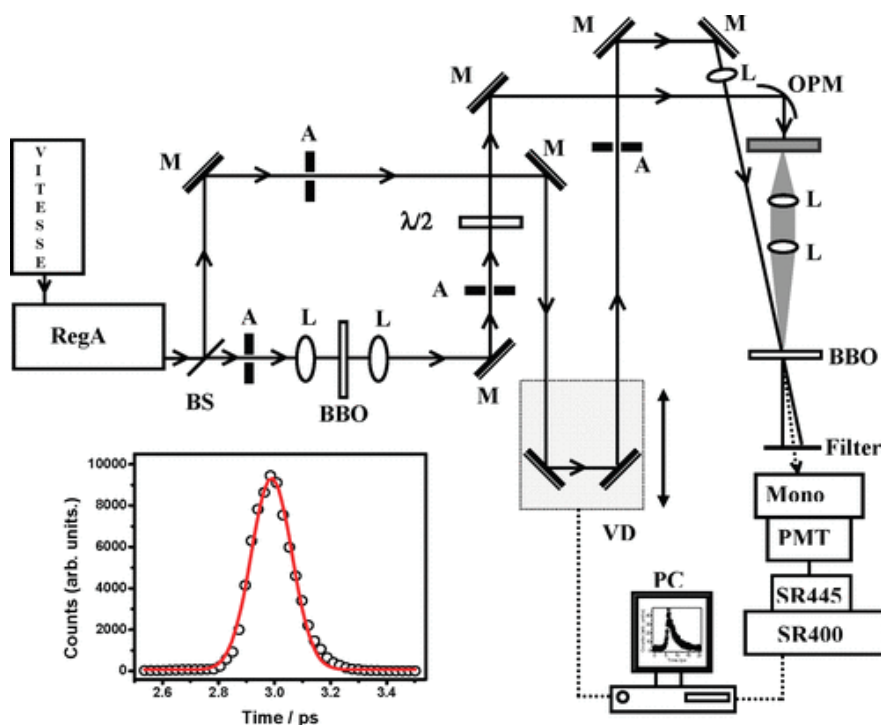 M
M
L
M
OPM
V
I
T
E
S
S
S
E
A
M
M
A
L
λ/2
L
A
RegA
A
L
L
BBO
BS
BBO
M
Filter
Mono
VD
PMT
PC
SR445
SR400
Counts (arb. units.)
10000
8000
6000
4000
2000
0
2.6
2.8
3.0
3.2
3.4
Time / ps